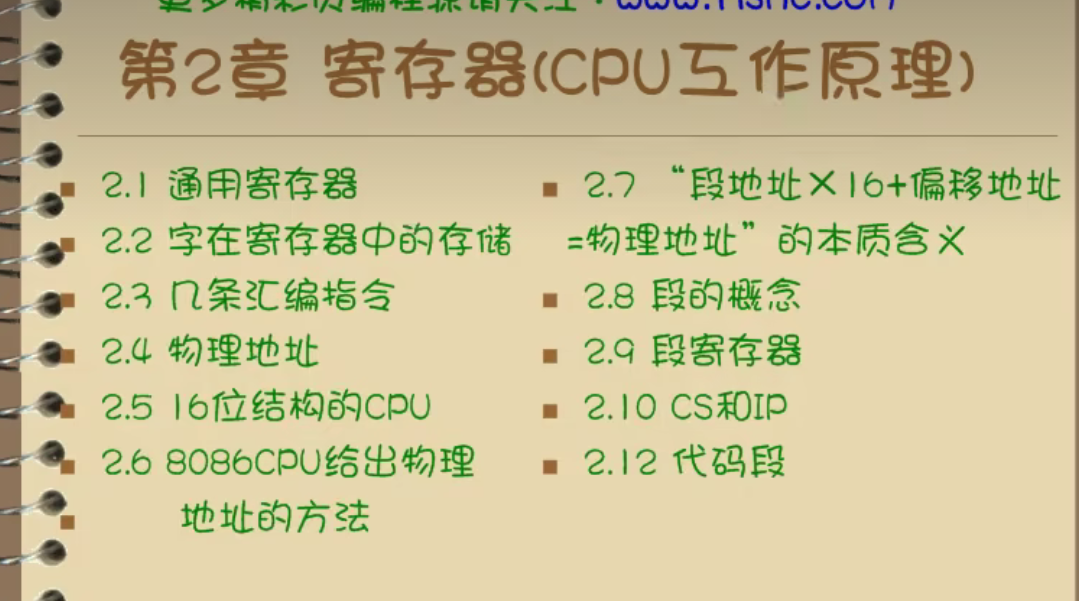 第2章 寄存器(CPU工作原理)
2.1 通用寄存器
2.2 字在寄存器中的存储
2.3 几条汇编指令
2.4 物理地址
2.5 16位结构的CPU
2.6 8086CPU给出物理
地址的方法
2.7 “段地址×16+偏移地址
=物理地址”的本质含义
2.8 段的概念
2.9 段寄存器
2.10 CS和IP
2.12 代码段